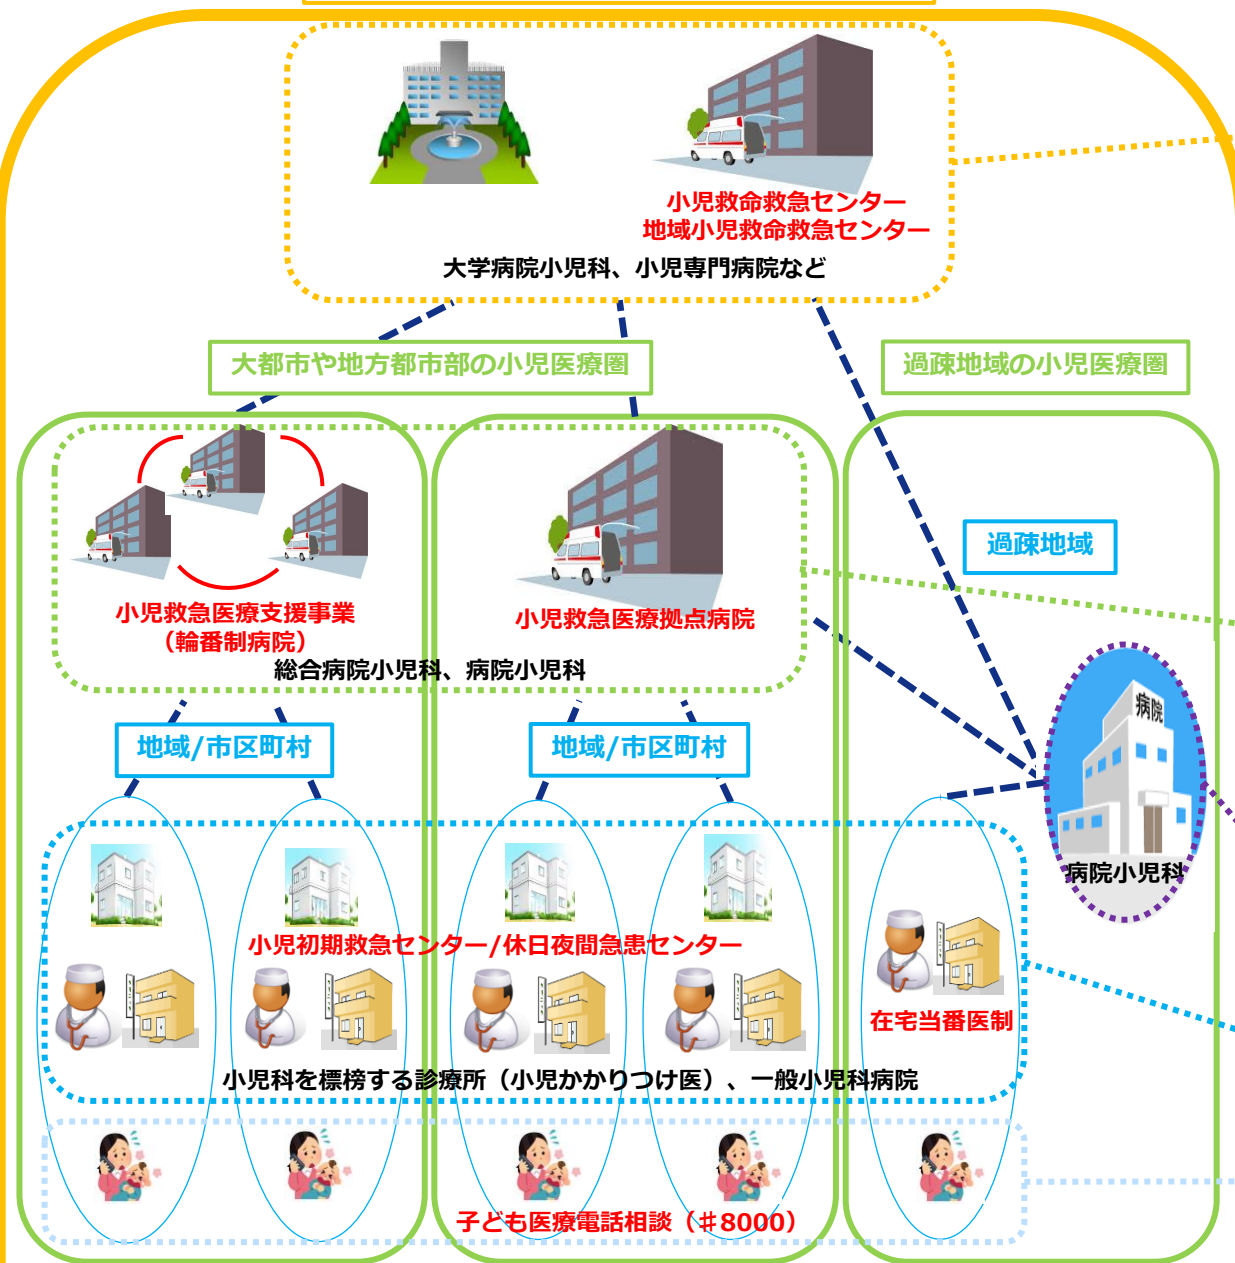 小児救命救急センター
地域小児救命救急センター
大学病院小児科、小児専門病院など
大都市や地方都市部の小児医療圏
過疎地域の小児医療圏
過疎地域
小児救急医療支援事業
（輪番制病院）
小児救急医療拠点病院
総合病院小児科、病院小児科
地域/市区町村
地域/市区町村
病院
病院小児科
小児初期救急センター/休日夜間急患センター
在宅当番医制
小児科を標榜する診療所（小児かかりつけ医）、一般小児科病院
子ども医療電話相談（♯8000）